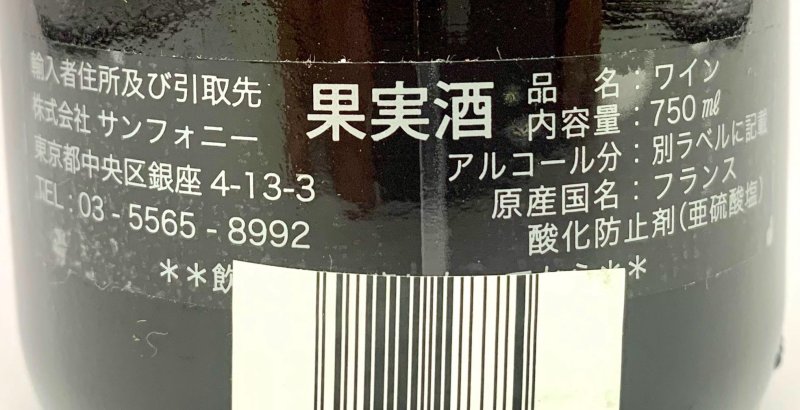 輸入者住所及び引取先
株式会社 サンフォニー
東京都中央区銀座 4-13-3
TEL : 03 - 5565 - 8992
果実酒
品　名 : ワイン
内容量 : 750 ㎖
アルコール分 : 別ラベルに記載
原産国名 : フランス
酸化防止剤(亜硫酸塩)
**飲
から**